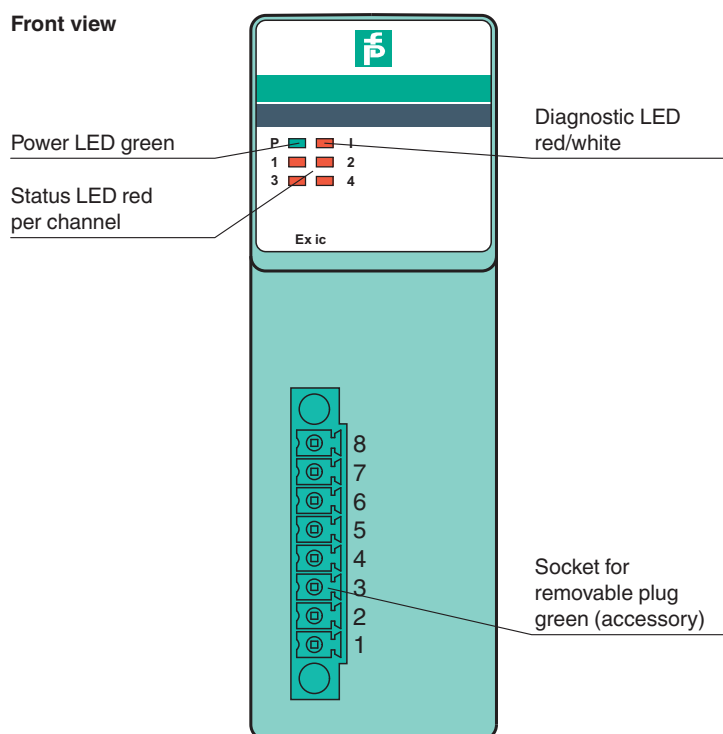 Front view
Power LED green
Diagnostic LED
red/white
P I
1 2
3 4
Status LED red
per channel
Ex ic
8
7
6
5
4
3
2
1
Socket for
removable plug
green (accessory)